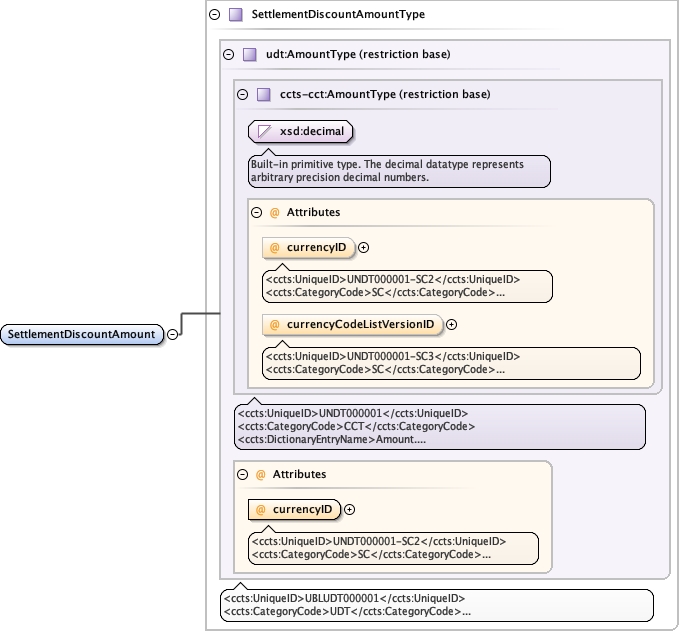 SettlementDiscountAmountType
udt:AmountType (restriction base)
ccts-cct:AmountType (restriction base)
xsd:decimal
Built-in primitive type. The decimal datatype represents
arbitrary precision decimal numbers.
@ Attributes
@ currencyID
<ccts:UniqueID>UNDT000001-SC2</ccts:UniqueID>
<ccts:CategoryCode>SC</ccts:CategoryCode>...
@ currencyCodeListVersionID
<ccts:UniqueID>UNDT000001-SC3</ccts:UniqueID>
<ccts:CategoryCode>SC</ccts:CategoryCode>...
SettlementDiscountAmount
<ccts:UniqueID>UNDT000001</ccts:UniqueID>
<ccts:CategoryCode>CCT</ccts:CategoryCode>
<ccts:DictionaryEntryName>Amount....
@ Attributes
@ currencyID
<ccts:UniqueID>UNDT000001-SC2</ccts:UniqueID>
<ccts:CategoryCode>SC</ccts:CategoryCode>...
<ccts:UniqueID>UBLUDT000001</ccts:UniqueID>
<ccts:CategoryCode>UDT</ccts:CategoryCode>...